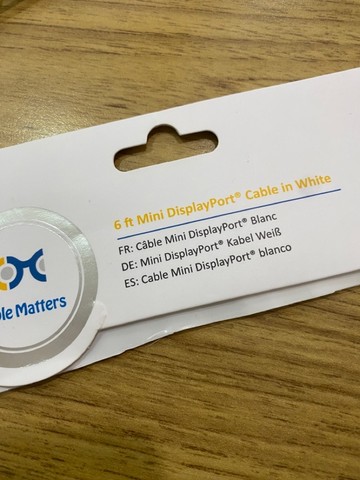 6 ft Mini DisplayPort® Cable in White
FR: Câble Mini DisplayPort® Blanc
DE: Mini DisplayPort® Kabel Weiß
ES: Cable Mini DisplayPort® blanco
ble Matters